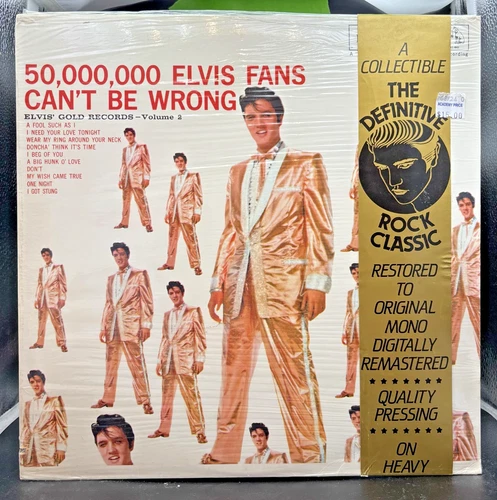 50,000,000 ELVIS FANS
CAN'T BE WRONG
ELVIS' GOLD RECORDS–Volume 2
A FOOL SUCH AS I
I NEED YOUR LOVE TONIGHT
WEAR MY RING AROUND YOUR NECK
DONCHA' THINK IT'S TIME
I BEG OF YOU
A BIG HUNK O' LOVE
DON'T
MY WISH CAME TRUE
ONE NIGHT
I GOT STUNG
A
COLLECTIBLE
THE
DEFINITIVE
ROCK
CLASSIC
RESTORED
TO
ORIGINAL
MONO
DIGITALLY
REMASTERED
QUALITY
PRESSING
ON
HEAVY